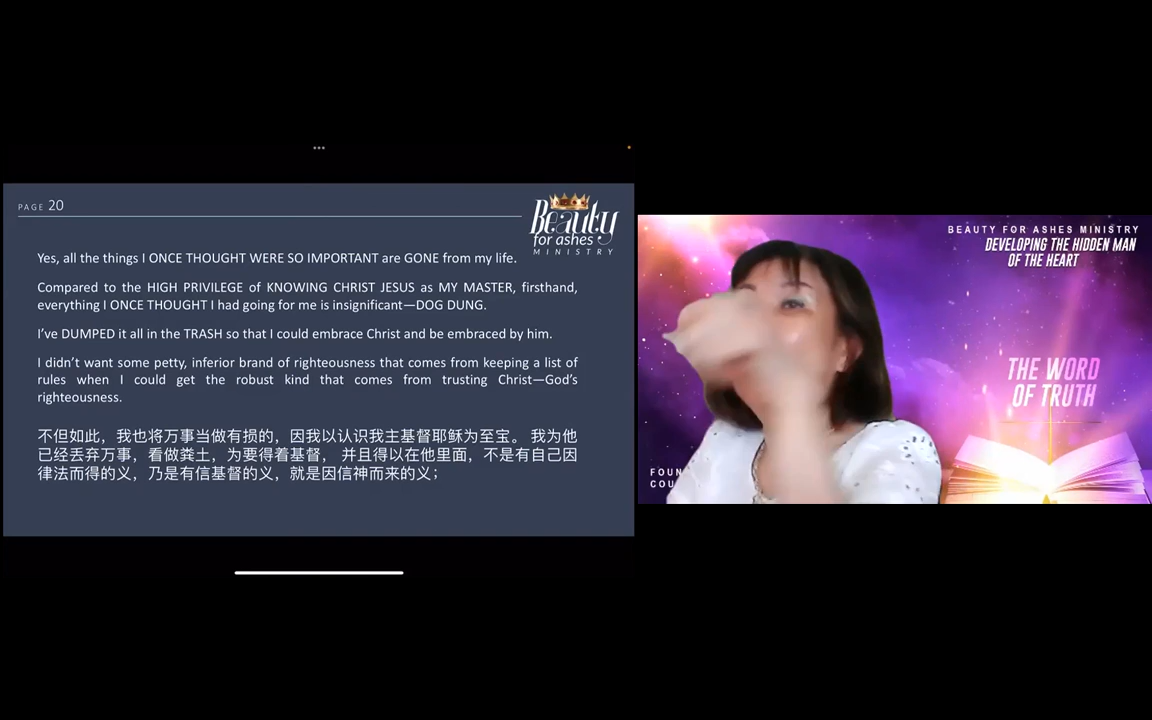 PAGE 20
Beauty
for ashes
MINISTRY
Yes, all the things I ONCE THOUGHT WERE SO IMPORTANT are GONE from my life.
Compared to the HIGH PRIVILEGE of KNOWING CHRIST JESUS as MY MASTER, firsthand,
everything I ONCE THOUGHT I had going for me is insignificant—DOG DUNG.
I’ve DUMPED it all in the TRASH so that I could embrace Christ and be embraced by him.
I didn’t want some petty, inferior brand of righteousness that comes from keeping a list of
rules when I could get the robust kind that comes from trusting Christ—God’s
righteousness.
不但如此，我也将万事当做有损的，因我以认识我主基督耶稣为至宝。 我为他
已经丢弃万事，看做粪土，为要得着基督， 并且得以在他里面，不是有自己因
律法而得的义，乃是有信基督的义，就是因信神而来的义；
BEAUTY FOR ASHES MINISTRY
DEVELOPING THE HIDDEN MAN
OF THE HEART
THE WORD
OF TRUTH